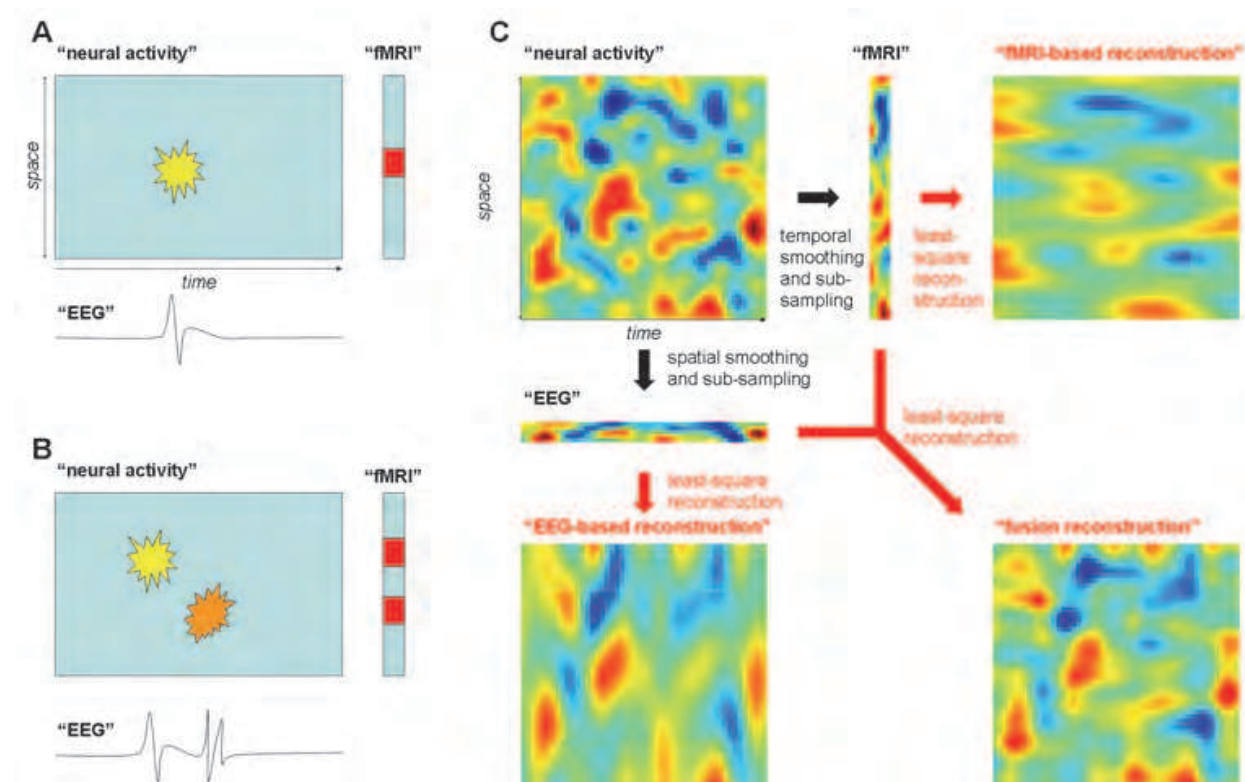 A
"neural activity"
"fMRI"
space
time
"EEG"
B
"neural activity"
"fMRI"
"EEG"
C
"neural activity"
"fMRI"
"fMRI-based reconstruction"
space
time
temporal
smoothing
and sub-
sampling
least-
square
recon-
struction
spatial smoothing
and sub-sampling
"EEG"
least-square
reconstruction
least-square
reconstruction
"EEG-based reconstruction"
"fusion reconstruction"